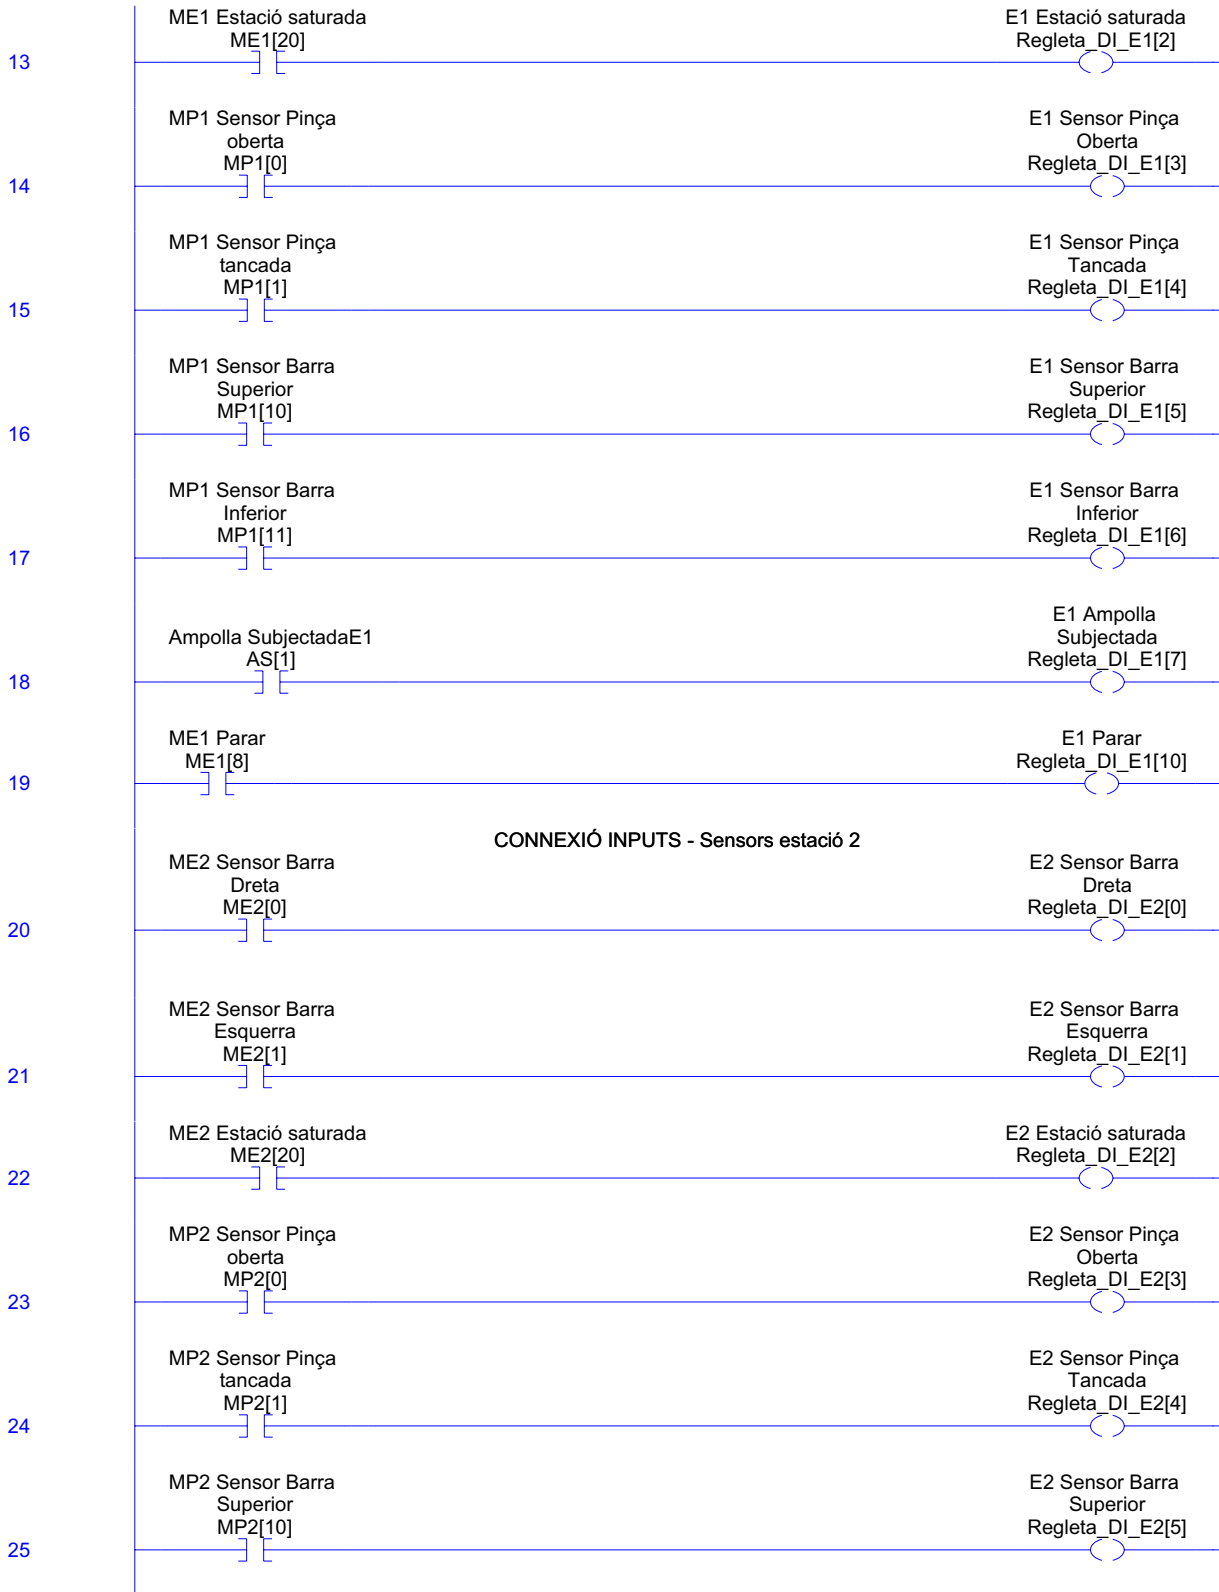 ME1 Estació saturada
ME1[20]
E1 Estació saturada
Regleta_DI_E1[2]
13
MP1 Sensor Pinça
oberta
MP1[0]
E1 Sensor Pinça
Oberta
Regleta_DI_E1[3]
14
MP1 Sensor Pinça
tancada
MP1[1]
E1 Sensor Pinça
Tancada
Regleta_DI_E1[4]
15
MP1 Sensor Barra
Superior
MP1[10]
E1 Sensor Barra
Superior
Regleta_DI_E1[5]
16
MP1 Sensor Barra
Inferior
MP1[11]
E1 Sensor Barra
Inferior
Regleta_DI_E1[6]
17
Ampolla SubjectadaE1
AS[1]
E1 Ampolla
Subjectada
Regleta_DI_E1[7]
18
ME1 Parar
ME1[8]
E1 Parar
Regleta_DI_E1[10]
19
CONNEXIÓ INPUTS - Sensors estació 2
ME2 Sensor Barra
Dreta
ME2[0]
E2 Sensor Barra
Dreta
Regleta_DI_E2[0]
20
ME2 Sensor Barra
Esquerra
ME2[1]
E2 Sensor Barra
Esquerra
Regleta_DI_E2[1]
21
ME2 Estació saturada
ME2[20]
E2 Estació saturada
Regleta_DI_E2[2]
22
MP2 Sensor Pinça
oberta
MP2[0]
E2 Sensor Pinça
Oberta
Regleta_DI_E2[3]
23
MP2 Sensor Pinça
tancada
MP2[1]
E2 Sensor Pinça
Tancada
Regleta_DI_E2[4]
24
MP2 Sensor Barra
Superior
MP2[10]
E2 Sensor Barra
Superior
Regleta_DI_E2[5]
25